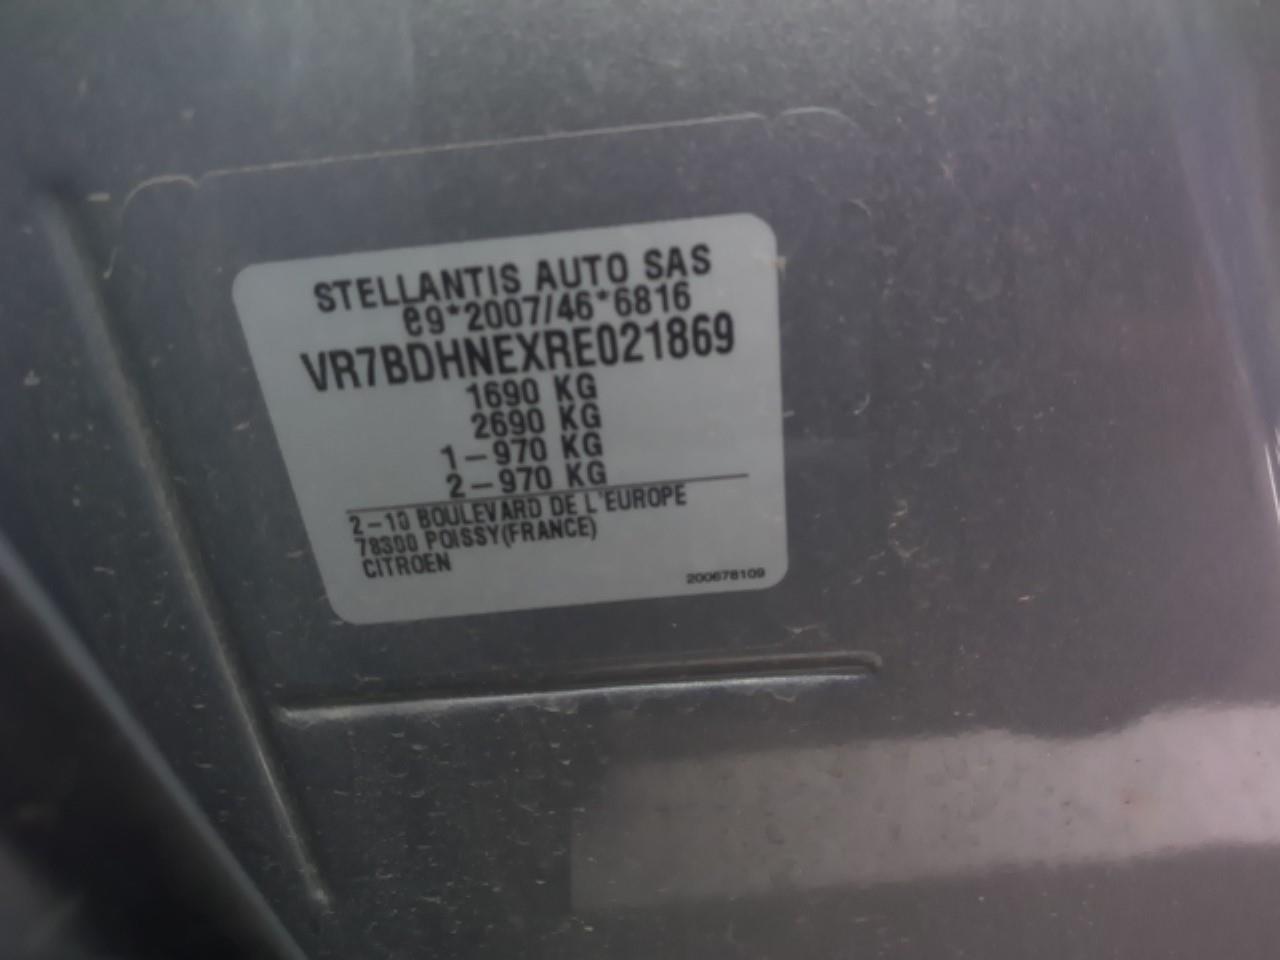 STELLANTIS AUTO SAS
e9*2007/46*6816
VR7BDHNEXRE021869
1690 KG
2690 KG
1-970 KG
2-970 KG
2-10 BOULEVARD DE L'EUROPE
78300 POISSY(FRANCE)
CITROEN
200678109